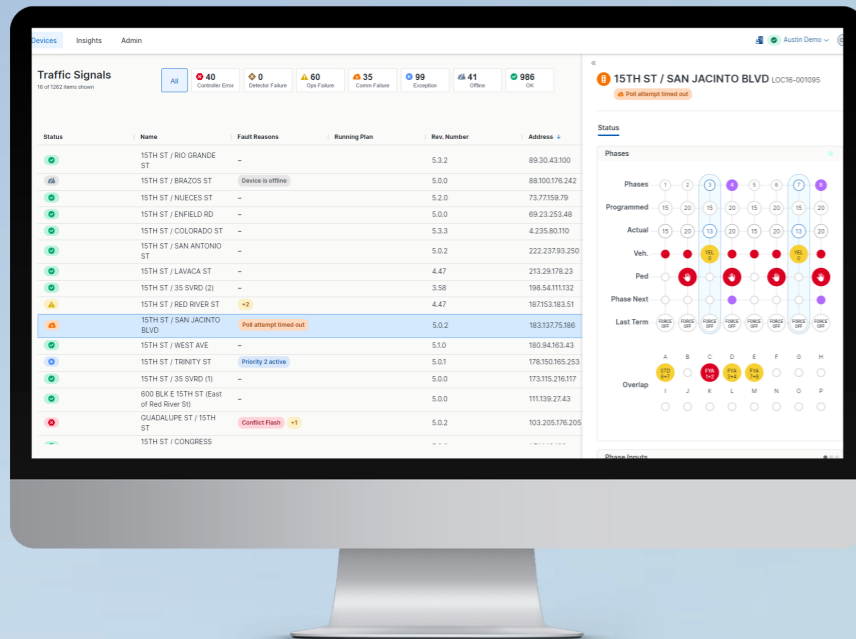 Devices Insights Admin Austin Demo
Traffic Signals
16 of 1262 items shown
All
40 Controller Error
0 Detector Failure
60 Ops Failure
35 Comm Failure
99 Exception
41 Offline
986 OK
Status Name Fault Reasons Running Plan Rev. Number Address
15TH ST / RIO GRANDE ST – 5.3.2 89.30.43.100
15TH ST / BRAZOS ST Device is offline 5.0.0 88.100.176.242
15TH ST / NUECES ST – 5.2.0 73.77.159.79
15TH ST / ENFIELD RD – 5.0.0 69.23.253.48
15TH ST / COLORADO ST – 5.3.3 4.235.80.110
15TH ST / SAN ANTONIO ST – 5.0.2 222.237.93.250
15TH ST / LAVACA ST – 4.47 213.29.178.23
15TH ST / 35 SVRD (2) – 3.58 198.54.111.132
15TH ST / RED RIVER ST +2 4.47 187.153.183.51
15TH ST / SAN JACINTO BLVD Poll attempt timed out 5.0.2 183.137.75.186
15TH ST / WEST AVE – 5.1.0 180.94.163.43
15TH ST / TRINITY ST Priority 2 active 5.0.1 178.150.165.253
15TH ST / 35 SVRD (1) – 5.0.0 173.115.216.117
600 BLK E 15TH ST (East of Red River St) – 5.0.0 111.139.27.43
GUADALUPE ST / 15TH ST Conflict Flash +1 5.0.2 103.205.176.205
15TH ST / CONGRESS
15TH ST / SAN JACINTO BLVD LOC16-001095
Poll attempt timed out
Status
Phases
Phases 1 2 3 4 5 6 7 8
Programmed 15 20 15 20 15 20 15 20
Actual 15 20 13 20 15 20 13 20
Veh. YEL 0 YEL 0
Ped
Phase Next
Last Term FORCE OFF FORCE OFF FORCE OFF FORCE OFF FORCE OFF FORCE OFF FORCE OFF FORCE OFF
A B C D E F G H
Overlap STD 6+7 FYA 1+2 FYA 3+4 FYA 7+8
I J K L M N O P
Phase Inputs